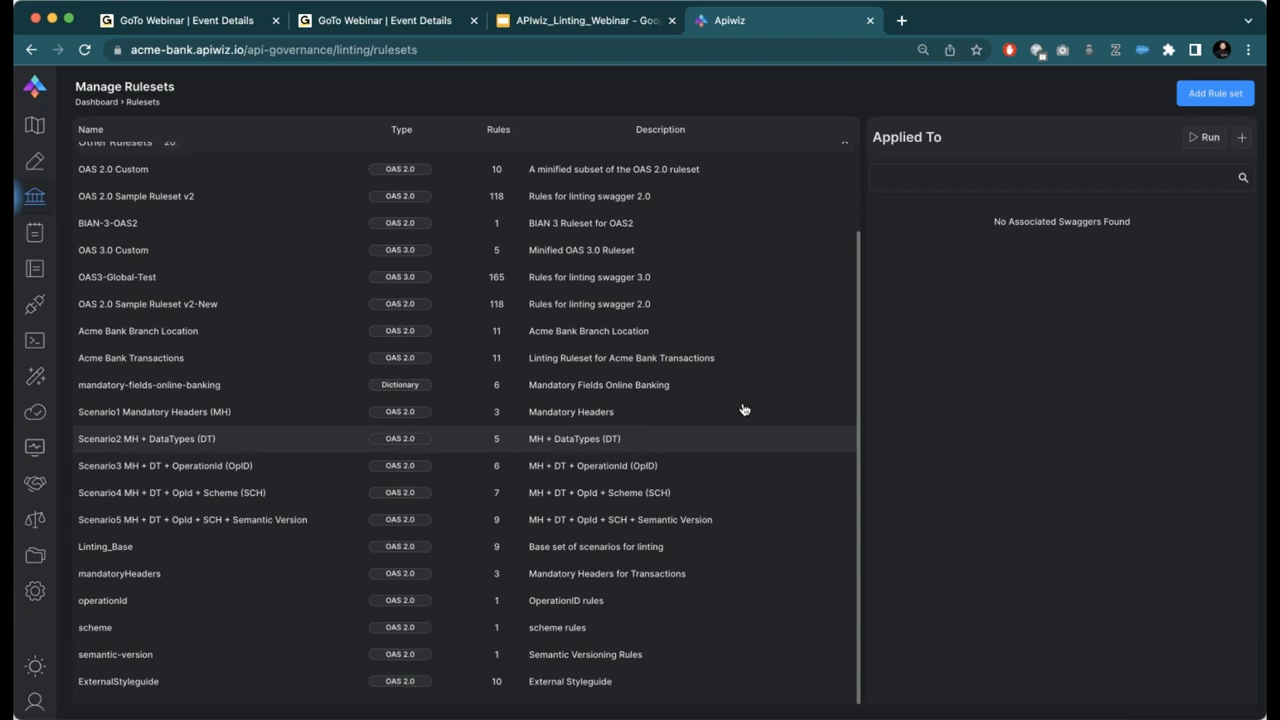 GoTo Webinar | Event Details
GoTo Webinar | Event Details
APIwiz_Linting_Webinar - Goo
Apiwiz
acme-bank.apiwiz.io/api-governance/linting/rulesets
Manage Rulesets
Dashboard › Rulesets
Add Rule set
Name Type Rules Description
Other Rulesets - 20
OAS 2.0 Custom OAS 2.0 10 A minified subset of the OAS 2.0 ruleset
OAS 2.0 Sample Ruleset v2 OAS 2.0 118 Rules for linting swagger 2.0
BIAN-3-OAS2 OAS 2.0 1 BIAN 3 Ruleset for OAS2
OAS 3.0 Custom OAS 3.0 5 Minified OAS 3.0 Ruleset
OAS3-Global-Test OAS 3.0 165 Rules for linting swagger 3.0
OAS 2.0 Sample Ruleset v2-New OAS 2.0 118 Rules for linting swagger 2.0
Acme Bank Branch Location OAS 2.0 11 Acme Bank Branch Location
Acme Bank Transactions OAS 2.0 11 Linting Ruleset for Acme Bank Transactions
mandatory-fields-online-banking Dictionary 6 Mandatory Fields Online Banking
Scenario1 Mandatory Headers (MH) OAS 2.0 3 Mandatory Headers
Scenario2 MH + DataTypes (DT) OAS 2.0 5 MH + DataTypes (DT)
Scenario3 MH + DT + OperationId (OpID) OAS 2.0 6 MH + DT + OperationId (OpID)
Scenario4 MH + DT + OpId + Scheme (SCH) OAS 2.0 7 MH + DT + OpId + Scheme (SCH)
Scenario5 MH + DT + OpId + SCH + Semantic Version OAS 2.0 9 MH + DT + OpId + SCH + Semantic Version
Linting_Base OAS 2.0 9 Base set of scenarios for linting
mandatoryHeaders OAS 2.0 3 Mandatory Headers for Transactions
operationId OAS 2.0 1 OperationID rules
scheme OAS 2.0 1 scheme rules
semantic-version OAS 2.0 1 Semantic Versioning Rules
ExternalStyleguide OAS 2.0 10 External Styleguide
Applied To
Run
No Associated Swaggers Found